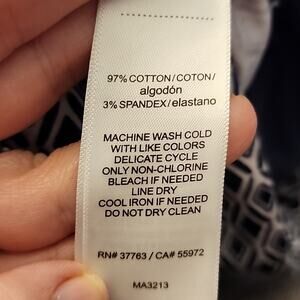 97% COTTON/COTON/
algodón
3% SPANDEX/elastano
MACHINE WASH COLD
WITH LIKE COLORS
DELICATE CYCLE
ONLY NON-CHLORINE
BLEACH IF NEEDED
LINE DRY
COOL IRON IF NEEDED
DO NOT DRY CLEAN
RN# 37763 / CA# 55972
MA3213